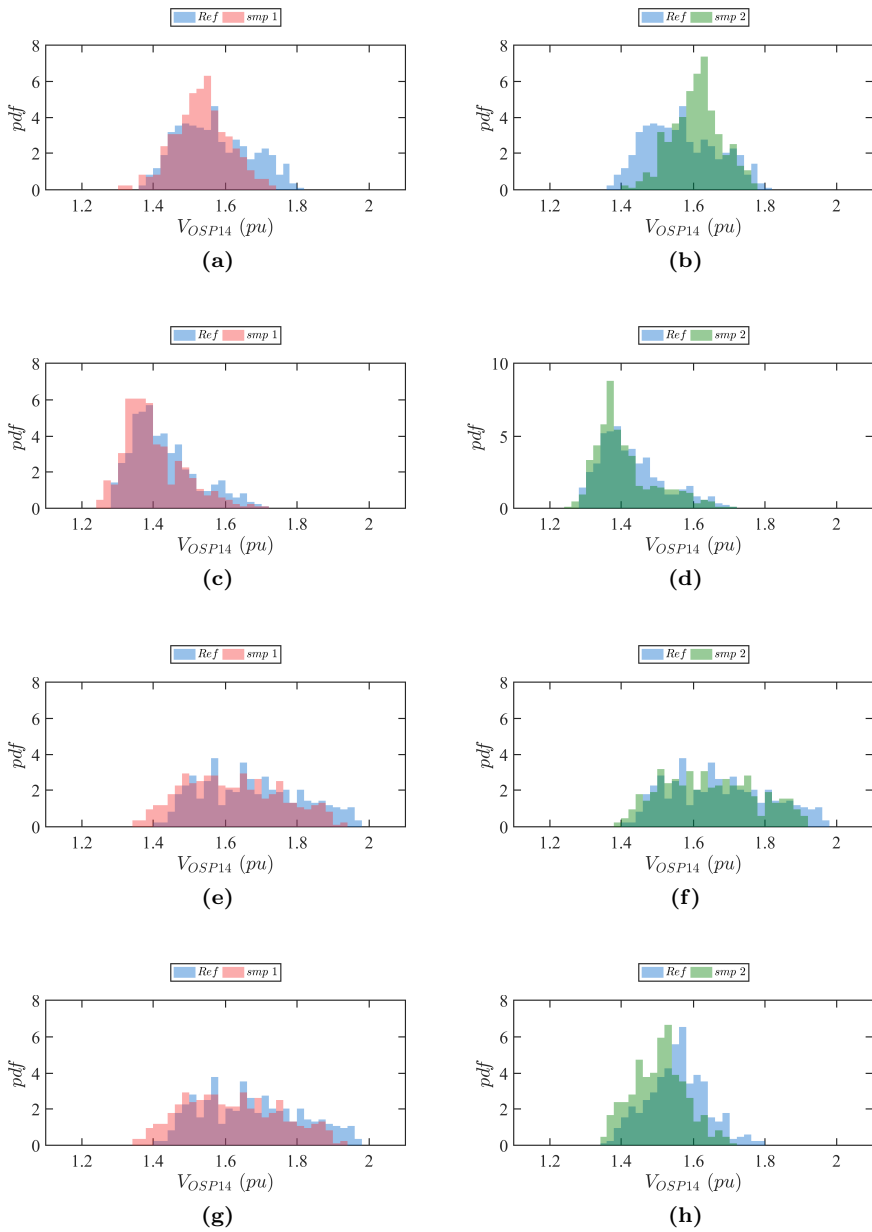 Ref smp 1
Ref smp 2
8
6
4
2
0
pdf
1.2 1.4 1.6 1.8 2
V_OSP14 (pu)
(a)
8
6
4
2
0
pdf
1.2 1.4 1.6 1.8 2
V_OSP14 (pu)
(b)
Ref smp 1
Ref smp 2
8
6
4
2
0
pdf
1.2 1.4 1.6 1.8 2
V_OSP14 (pu)
(c)
10
5
0
pdf
1.2 1.4 1.6 1.8 2
V_OSP14 (pu)
(d)
Ref smp 1
Ref smp 2
8
6
4
2
0
pdf
1.2 1.4 1.6 1.8 2
V_OSP14 (pu)
(e)
8
6
4
2
0
pdf
1.2 1.4 1.6 1.8 2
V_OSP14 (pu)
(f)
Ref smp 1
Ref smp 2
8
6
4
2
0
pdf
1.2 1.4 1.6 1.8 2
V_OSP14 (pu)
(g)
8
6
4
2
0
pdf
1.2 1.4 1.6 1.8 2
V_OSP14 (pu)
(h)